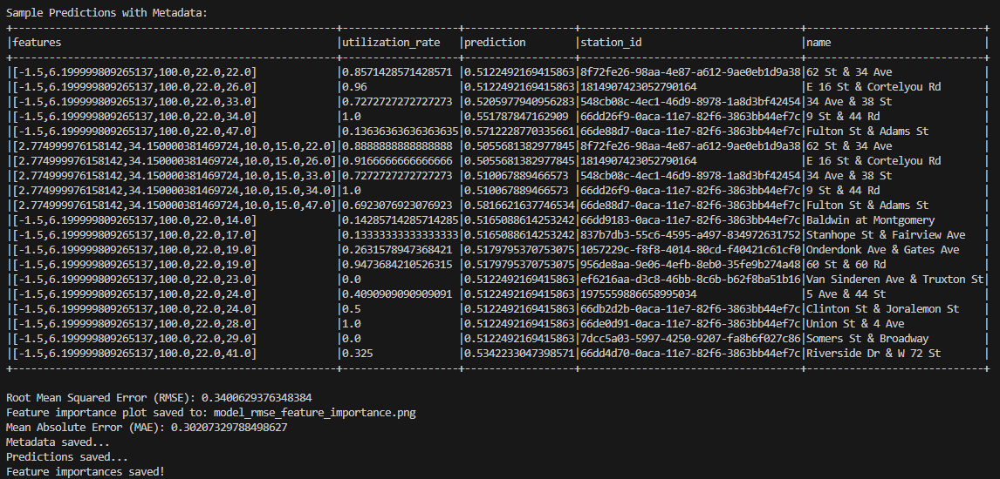 Sample Predictions with Metadata:
+---------------------------------------------+------------------+------------------+------------------------------------+----------------------------+
|features                                     |utilization_rate  |prediction        |station_id                          |name                        |
+---------------------------------------------+------------------+------------------+------------------------------------+----------------------------+
|[-1.5,6.199999809265137,100.0,22.0,22.0]     |0.8571428571428571|0.5122492169415863|8f72fe26-98aa-4e87-a612-9ae0eb1d9a38|62 St & 34 Ave              |
|[-1.5,6.199999809265137,100.0,22.0,26.0]     |0.96              |0.5122492169415863|1814907423052790164                 |E 16 St & Cortelyou Rd      |
|[-1.5,6.199999809265137,100.0,22.0,33.0]     |0.7272727272727273|0.5205977940956283|548cb08c-4ec1-46d9-8978-1a8d3bf42454|34 Ave & 38 St              |
|[-1.5,6.199999809265137,100.0,22.0,34.0]     |1.0               |0.551787847162909 |66dd26f9-0aca-11e7-82f6-3863bb44ef7c|9 St & 44 Rd                |
|[-1.5,6.199999809265137,100.0,22.0,47.0]     |0.13636363636363635|0.5712228770335661|66de88d7-0aca-11e7-82f6-3863bb44ef7c|Fulton St & Adams St        |
|[2.774999976158142,34.150000381469724,10.0,15.0,22.0]|0.8888888888888888|0.5055681382977845|8f72fe26-98aa-4e87-a612-9ae0eb1d9a38|62 St & 34 Ave              |
|[2.774999976158142,34.150000381469724,10.0,15.0,26.0]|0.9166666666666666|0.5055681382977845|1814907423052790164                 |E 16 St & Cortelyou Rd      |
|[2.774999976158142,34.150000381469724,10.0,15.0,33.0]|0.7272727272727273|0.510067889466573 |548cb08c-4ec1-46d9-8978-1a8d3bf42454|34 Ave & 38 St              |
|[2.774999976158142,34.150000381469724,10.0,15.0,34.0]|1.0               |0.510067889466573 |66dd26f9-0aca-11e7-82f6-3863bb44ef7c|9 St & 44 Rd                |
|[2.774999976158142,34.150000381469724,10.0,15.0,47.0]|0.6923076923076923|0.5816621637746534|66de88d7-0aca-11e7-82f6-3863bb44ef7c|Fulton St & Adams St        |
|[-1.5,6.199999809265137,100.0,22.0,14.0]     |0.14285714285714285|0.5165088614253242|66dd9183-0aca-11e7-82f6-3863bb44ef7c|Baldwin at Montgomery       |
|[-1.5,6.199999809265137,100.0,22.0,17.0]     |0.13333333333333333|0.5165088614253242|837b7db3-55c6-4595-a497-834972631752|Stanhope St & Fairview Ave  |
|[-1.5,6.199999809265137,100.0,22.0,19.0]     |0.2631578947368421|0.5179795370753075|1057229c-f8f8-4014-80cd-f40421c61cf0|Onderdonk Ave & Gates Ave   |
|[-1.5,6.199999809265137,100.0,22.0,19.0]     |0.9473684210526315|0.5179795370753075|956de8aa-9e06-4efb-8eb0-35fe9b274a48|60 St & 60 Rd               |
|[-1.5,6.199999809265137,100.0,22.0,23.0]     |0.0               |0.5122492169415863|ef6216aa-d3c8-46bb-8c6b-b62f8ba51b16|Van Sinderen Ave & Truxton St|
|[-1.5,6.199999809265137,100.0,22.0,24.0]     |0.4090909090909091|0.5122492169415863|1975559886658995034                 |5 Ave & 44 St               |
|[-1.5,6.199999809265137,100.0,22.0,24.0]     |0.5               |0.5122492169415863|66db2d2b-0aca-11e7-82f6-3863bb44ef7c|Clinton St & Joralemon St   |
|[-1.5,6.199999809265137,100.0,22.0,28.0]     |1.0               |0.5122492169415863|66de0d91-0aca-11e7-82f6-3863bb44ef7c|Union St & 4 Ave            |
|[-1.5,6.199999809265137,100.0,22.0,29.0]     |0.0               |0.5122492169415863|7dcc5a03-5997-4250-9207-fa8b6f027c86|Somers St & Broadway        |
|[-1.5,6.199999809265137,100.0,22.0,41.0]     |0.325             |0.5342233047398571|66dd4d70-0aca-11e7-82f6-3863bb44ef7c|Riverside Dr & W 72 St      |
+---------------------------------------------+------------------+------------------+------------------------------------+----------------------------+
Root Mean Squared Error (RMSE): 0.3400629376348384
Feature importance plot saved to: model_rmse_feature_importance.png
Mean Absolute Error (MAE): 0.30207329788498627
Metadata saved...
Predictions saved...
Feature importances saved!